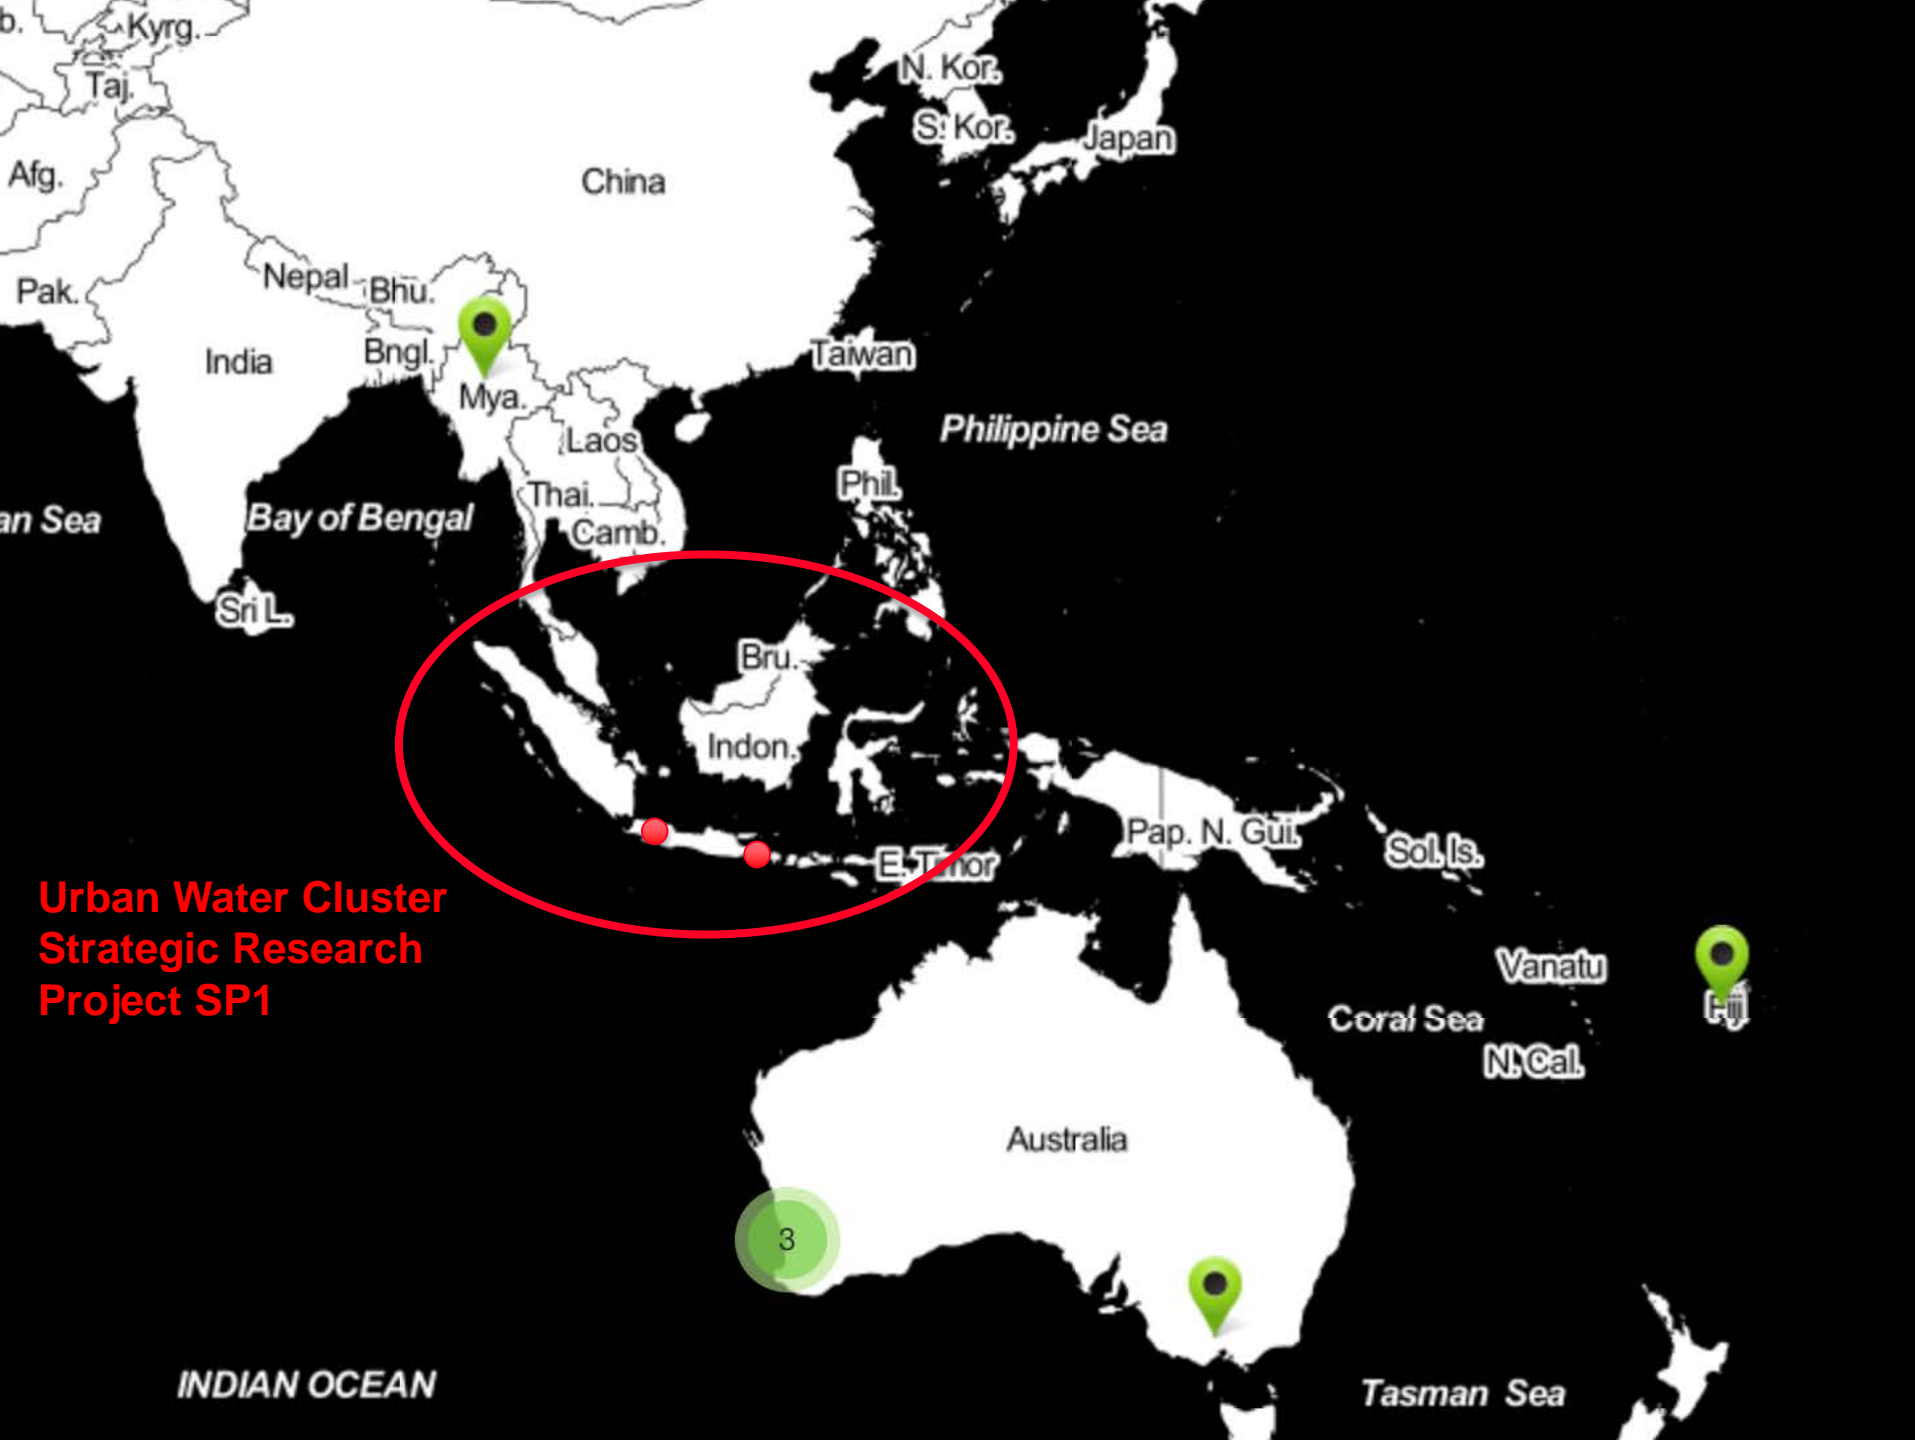 b.
Kyrg.
Taj.
N. Kor.
S. Kor.
Japan
Afg.
China
Pak.
Nepal
Bhu.
India
Bngl.
Taiwan
Mya.
Philippine Sea
Laos
Phil.
Thai.
an Sea
Bay of Bengal
Camb.
Sri L.
Bru.
Indon.
Pap. N. Gui.
Sol. Is.
E. Timor
Urban Water Cluster
Strategic Research
Project SP1
Vanatu
Fiji
Coral Sea
N. Cal.
Australia
3
INDIAN OCEAN
Tasman Sea